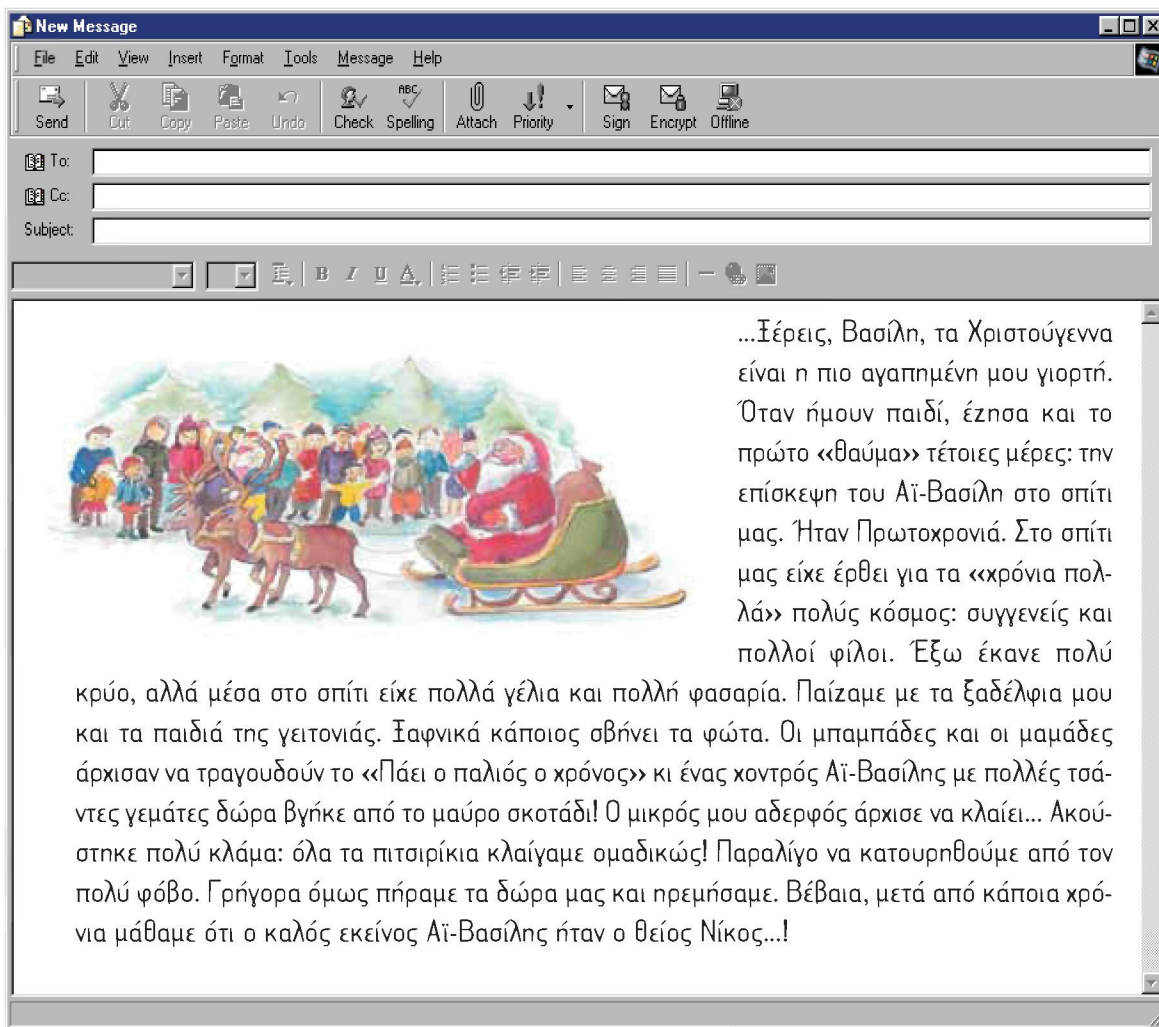 New Message
File Edit View Insert Format Tools Message Help
ABC
Send Cut Copy Paste Undo Check Spelling Attach Priority Sign Encrypt Offline
To:
Cc:
Subject:
B I U A
...Ξέρεις, Βασίλη, τα Χριστούγεννα
είναι η πιο αγαπημένη μου γιορτή.
Όταν ήμουν παιδί, έζησα και το
πρώτο «θαύμα» τέτοιες μέρες: την
επίσκεψη του Αϊ-Βασίλη στο σπίτι
μας. Ήταν Πρωτοχρονιά. Στο σπίτι
μας είχε έρθει για τα «χρόνια πολ-
λά» πολύς κόσμος: συγγενείς και
πολλοί φίλοι. Έξω έκανε πολύ
κρύο, αλλά μέσα στο σπίτι είχε πολλά γέλια και πολλή φασαρία. Παίζαμε με τα ξαδέλφια μου
και τα παιδιά της γειτονιάς. Ξαφνικά κάποιος σβήνει τα φώτα. Οι μπαμπάδες και οι μαμάδες
άρχισαν να τραγουδούν το «Πάει ο παλιός ο χρόνος» κι ένας χοντρός Αϊ-Βασίλης με πολλές τσά-
ντες γεμάτες δώρα βγήκε από το μαύρο σκοτάδι! Ο μικρός μου αδερφός άρχισε να κλαίει... Ακού-
στηκε πολύ κλάμα: όλα τα πιτσιρίκια κλαίγαμε ομαδικώς! Παραλίγο να κατουρηθούμε από τον
πολύ φόβο. Γρήγορα όμως πήραμε τα δώρα μας και ηρεμήσαμε. Βέβαια, μετά από κάποια χρό-
νια μάθαμε ότι ο καλός εκείνος Αϊ-Βασίλης ήταν ο θείος Νίκος...!